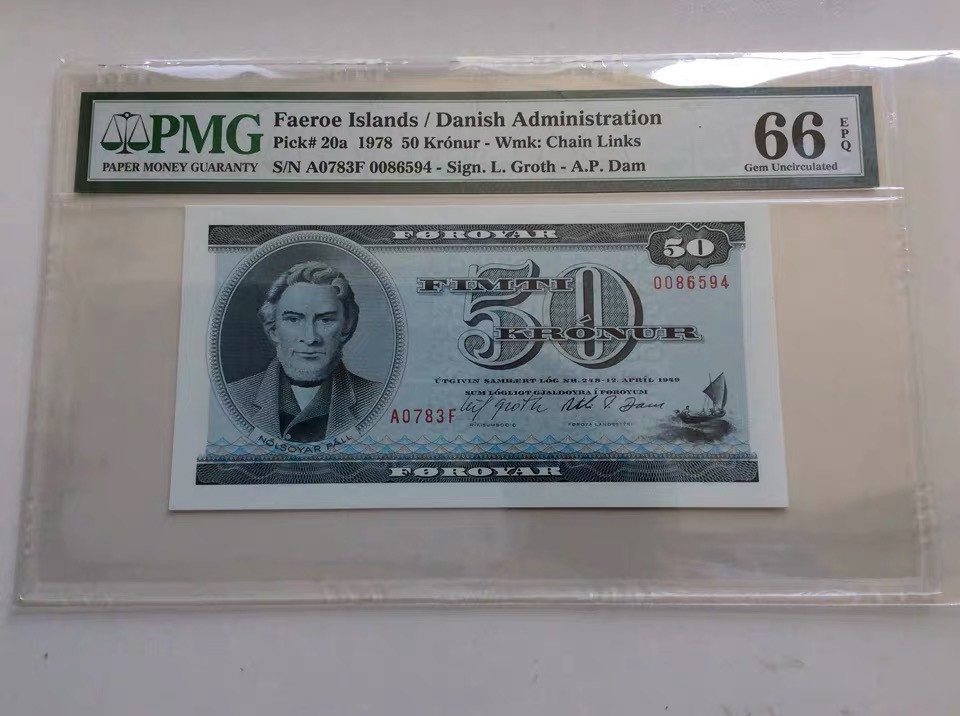 PMG
PAPER MONEY GUARANTY
Faeroe Islands / Danish Administration
Pick# 20a 1978 50 Krónur - Wmk: Chain Links
S/N A0783F 0086594 - Sign. L. Groth - A.P. Dam
66
EPQ
Gem Uncirculated
FØROYAR
50
0086594
FIMTI
50
KRÓNUR
ÚTGIVIN SAMBÆRT LÓG NR. 248-12. APRÍL 1949
SUM LÓGLIGT GJALDOYRA Í FØROYUM
A0783F
NÓLSOYAR PÁLL
FØROYAR